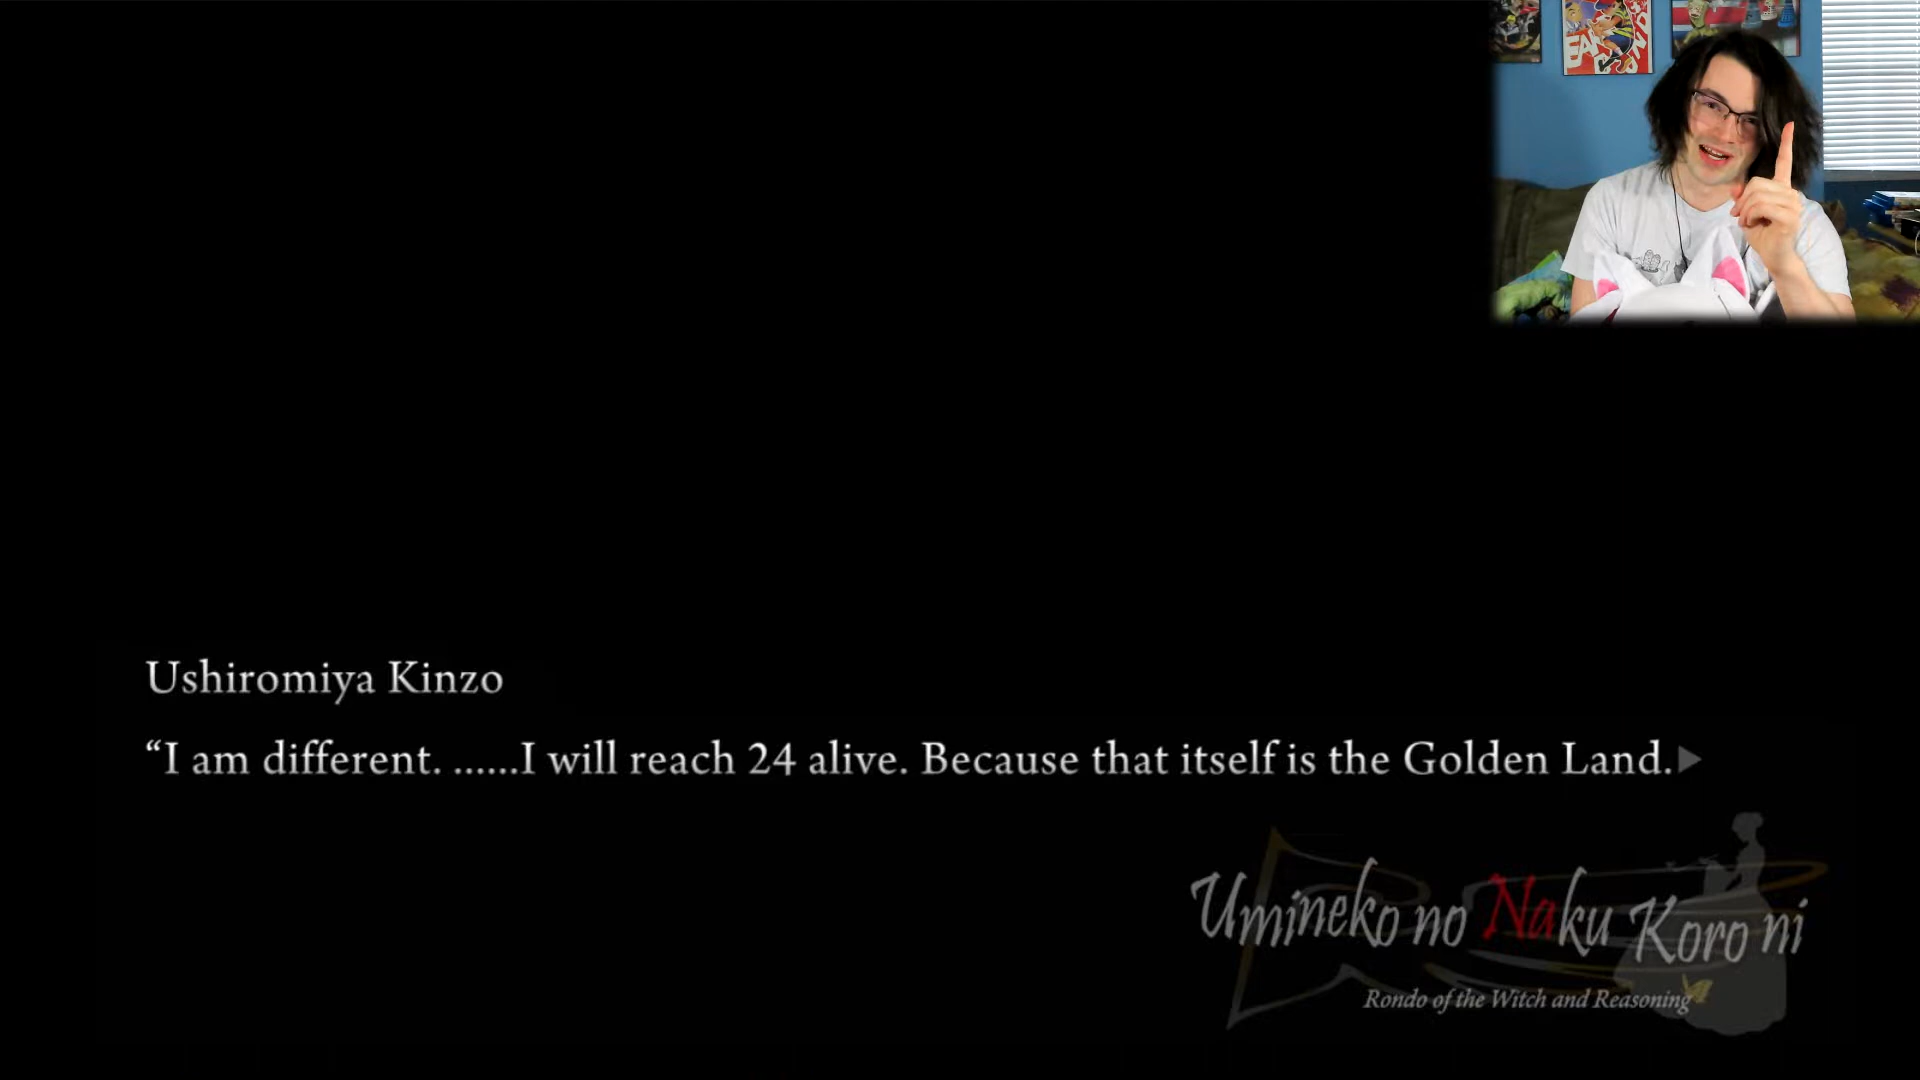 Ushiromiya Kinzo
“I am different. ......I will reach 24 alive. Because that itself is the Golden Land.
Umineko no Naku Koro ni
Rondo of the Witch and Reasoning